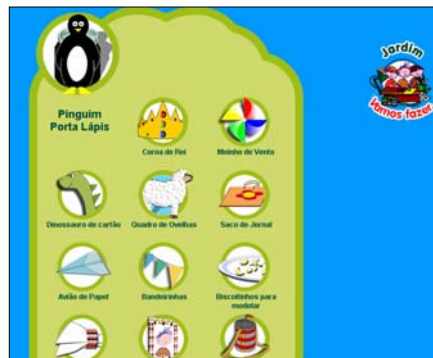 Jardim
Vamos fazer
Pinguim
Porta Lápis
Coroa de Rei
Moinho de Vento
Dinossauro de cartão
Quadro de Ovelhas
Saco de Jornal
Avião de Papel
Bandeirinhas
Biscoitinhos para
modelar